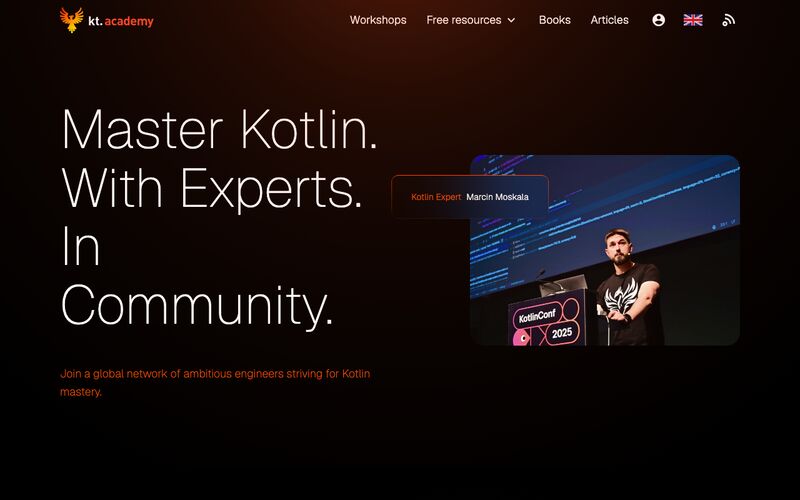 kt.academy
Workshops
Free resources
Books
Articles
Master Kotlin.
With Experts.
In
Community.
Kotlin Expert Marcin Moskala
KotlinConf
2025
Join a global network of ambitious engineers striving for Kotlin
mastery.